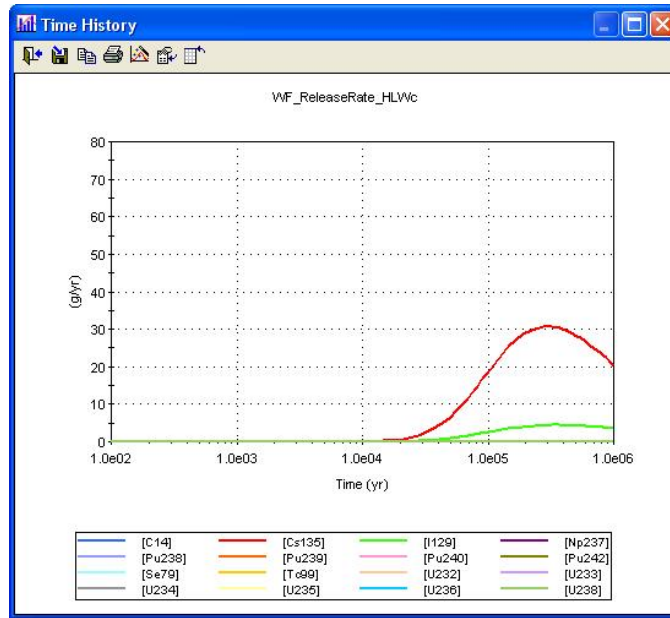 Time History
WF_ReleaseRate_HLWc
80
70
60
50
40
30
20
10
0
(g/yr)
1.0e02 1.0e03 1.0e04 1.0e05 1.0e06
Time (yr)
[C14] [Cs135] [I129] [Np237]
[Pu238] [Pu239] [Pu240] [Pu242]
[Se79] [Tc99] [U232] [U233]
[U234] [U235] [U236] [U238]